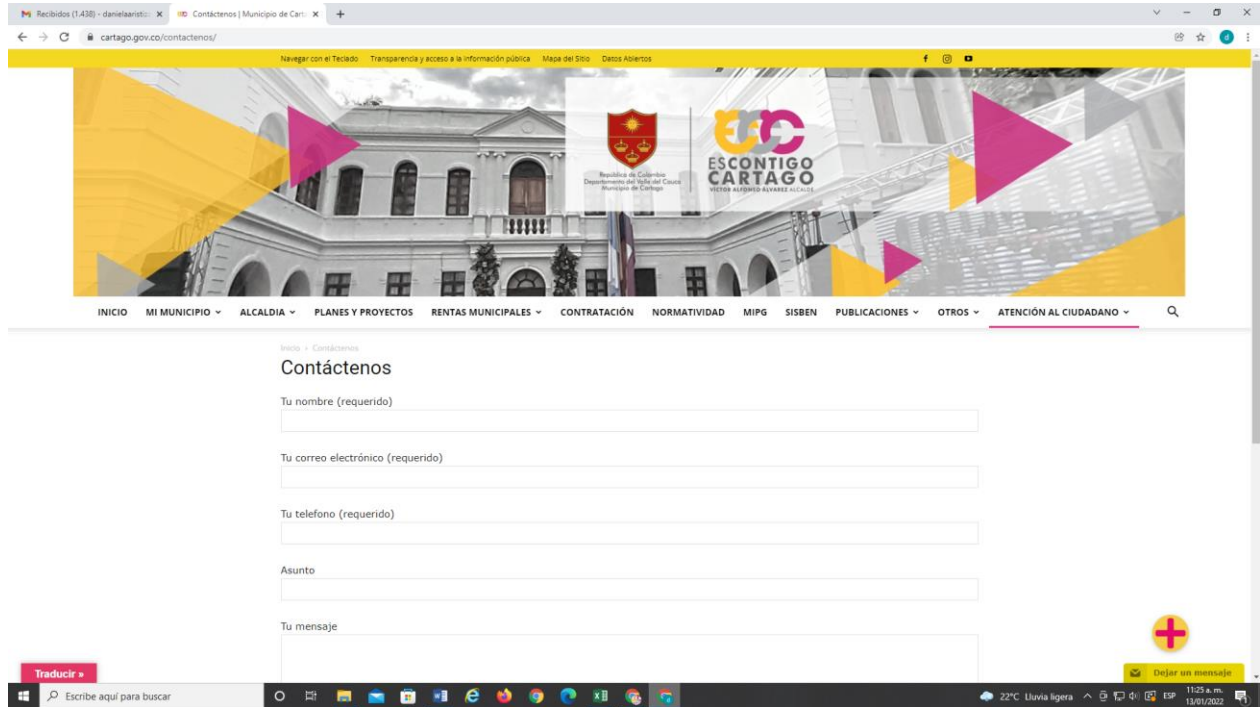 Recibidos (1.438) - danielaaristiz
Contáctenos | Municipio de Carta
cartago.gov.co/contactenos/
d
Navegar con el Teclado Transparencia y acceso a la información pública Mapa del Sitio Datos Abiertos
República de Colombia
Departamento del Valle del Cauca
Municipio de Cartago
ESCONTIGO
CARTAGO
VICTOR ALFONSO ÁLVAREZ ALCALDE
INICIO MI MUNICIPIO ALCALDIA PLANES Y PROYECTOS RENTAS MUNICIPALES CONTRATACIÓN NORMATIVIDAD MIPG SISBEN PUBLICACIONES OTROS ATENCIÓN AL CIUDADANO
Inicio › Contáctenos
Contáctenos
Tu nombre (requerido)
Tu correo electrónico (requerido)
Tu telefono (requerido)
Asunto
Tu mensaje
Traducir »
Dejar un mensaje
Escribe aquí para buscar
22°C Lluvia ligera
ESP
11:25 a. m.
13/01/2022